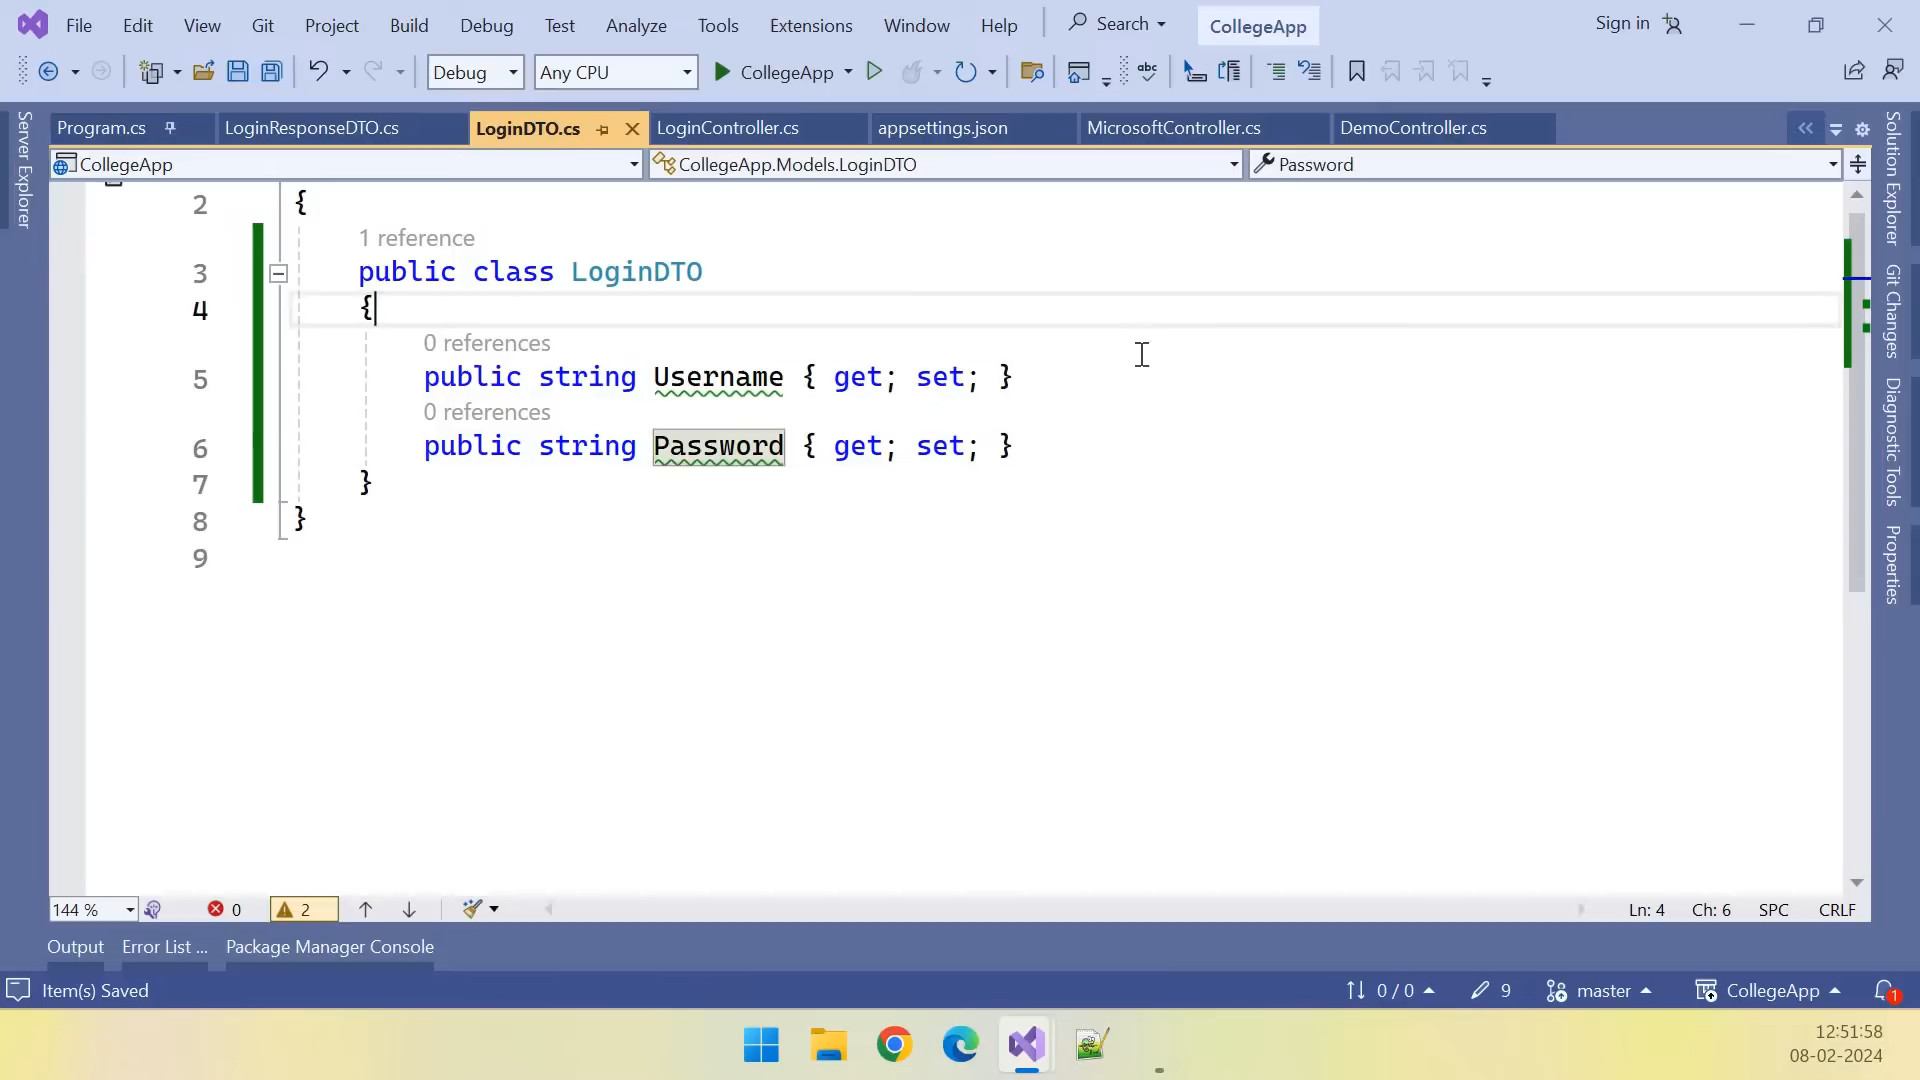 File Edit View Git Project Build Debug Test Analyze Tools Extensions Window Help Search CollegeApp Sign in
Debug Any CPU CollegeApp
Program.cs LoginResponseDTO.cs LoginDTO.cs LoginController.cs appsettings.json MicrosoftController.cs DemoController.cs
CollegeApp CollegeApp.Models.LoginDTO Password
Server Explorer
2 {
1 reference
3 public class LoginDTO
4 {
0 references
5 public string Username { get; set; }
0 references
6 public string Password { get; set; }
7 }
8 }
9
Solution Explorer
Git Changes
Diagnostic Tools
Properties
144 % 0 2 Ln: 4 Ch: 6 SPC CRLF
Output Error List ... Package Manager Console
Item(s) Saved 0 / 0 9 master CollegeApp 1
12:51:58
08-02-2024